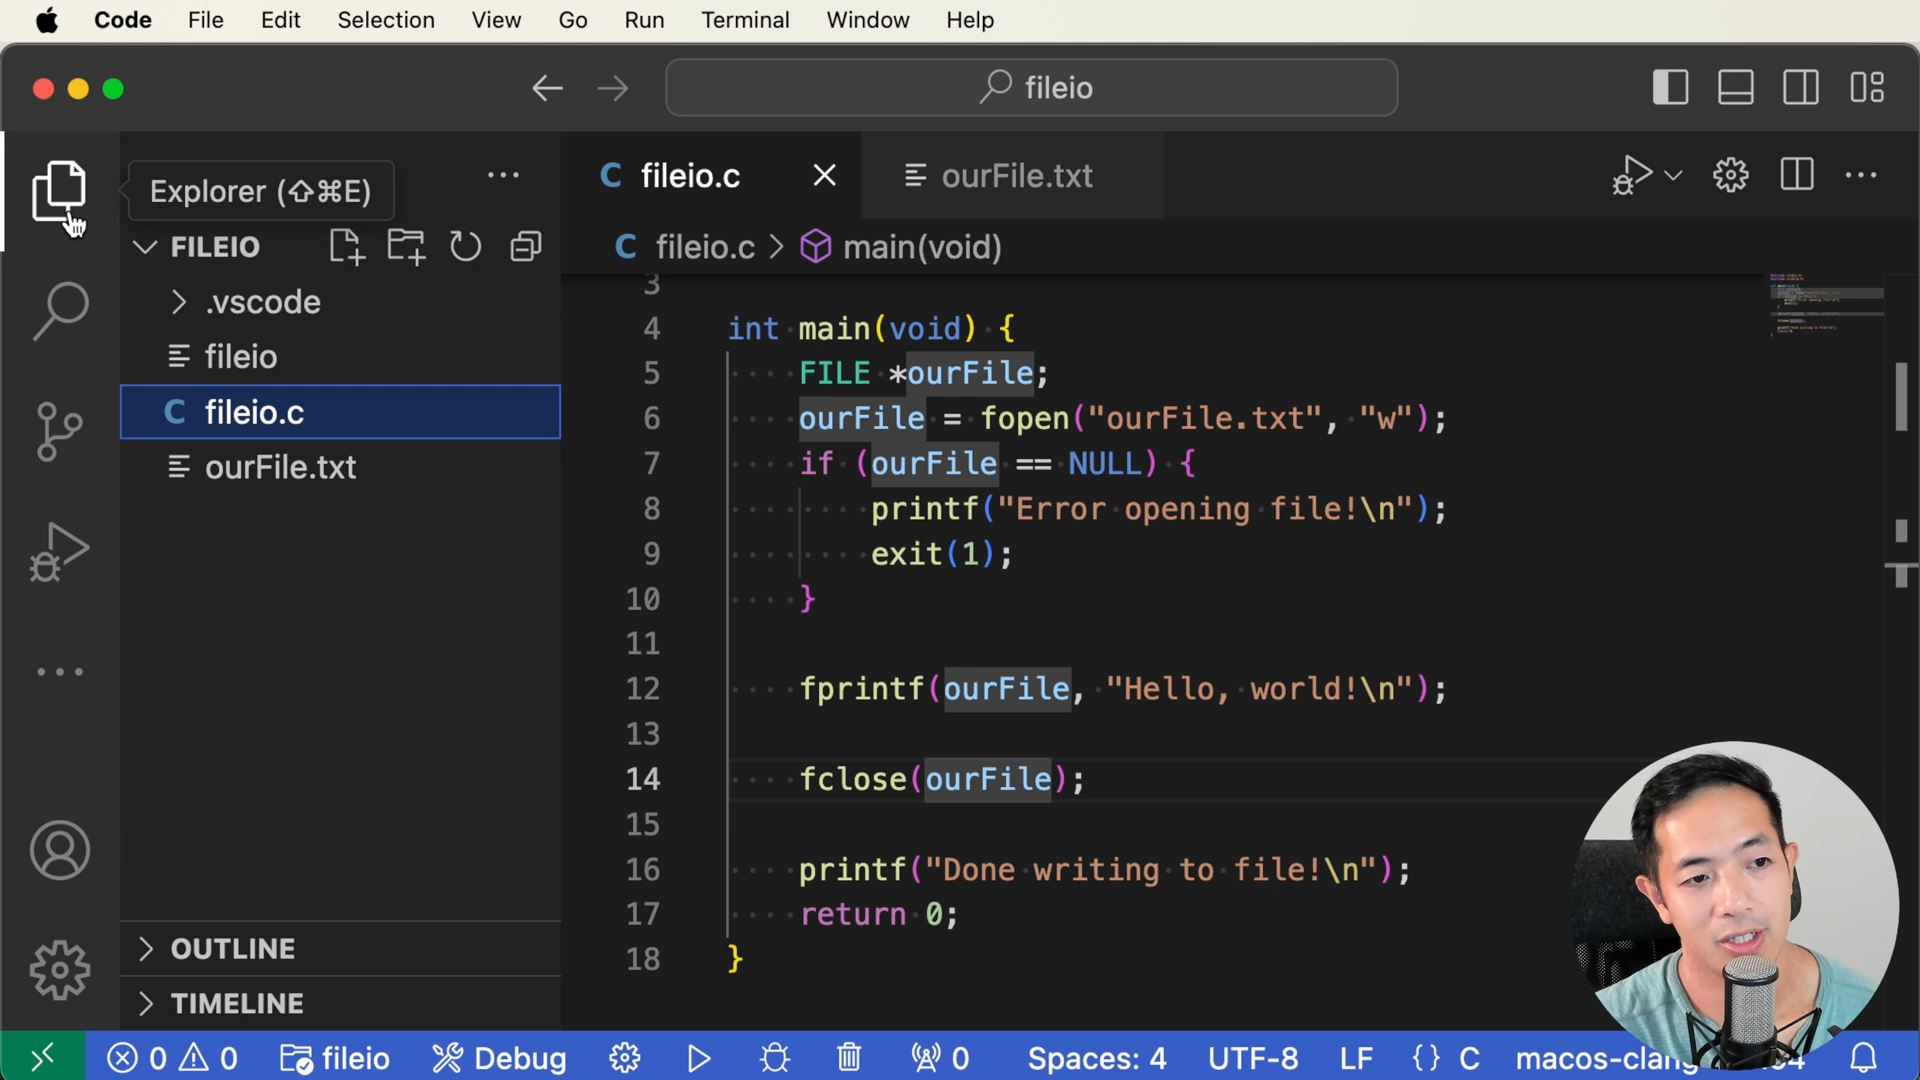 Code File Edit Selection View Go Run Terminal Window Help
fileio
Explorer (⇧⌘E)
FILEIO
.vscode
fileio
C fileio.c
ourFile.txt
OUTLINE
TIMELINE
C fileio.c ourFile.txt
C fileio.c > main(void)
3
4 int main(void) {
5 FILE *ourFile;
6 ourFile = fopen("ourFile.txt", "w");
7 if (ourFile == NULL) {
8 printf("Error opening file!\n");
9 exit(1);
10 }
11
12 fprintf(ourFile, "Hello, world!\n");
13
14 fclose(ourFile);
15
16 printf("Done writing to file!\n");
17 return 0;
18 }
0 0 fileio Debug 0 Spaces: 4 UTF-8 LF {} C